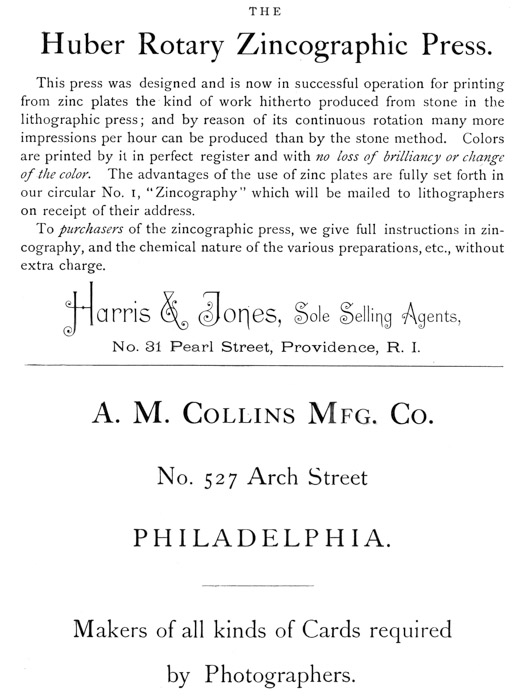 THE
Huber Rotary Zincographic Press.
This press was designed and is now in successful operation for printing
from zinc plates the kind of work hitherto produced from stone in the
lithographic press; and by reason of its continuous rotation many more
impressions per hour can be produced than by the stone method. Colors
are printed by it in perfect register and with no loss of brilliancy or change
of the color. The advantages of the use of zinc plates are fully set forth in
our circular No. 1, "Zincography" which will be mailed to lithographers
on receipt of their address.
To purchasers of the zincographic press, we give full instructions in zin-
cography, and the chemical nature of the various preparations, etc., without
extra charge.
Harris & Jones, Sole Selling Agents,
No. 31 Pearl Street, Providence, R. I.
A. M. COLLINS MFG. CO.
No. 527 Arch Street
PHILADELPHIA.
Makers of all kinds of Cards required
by Photographers.